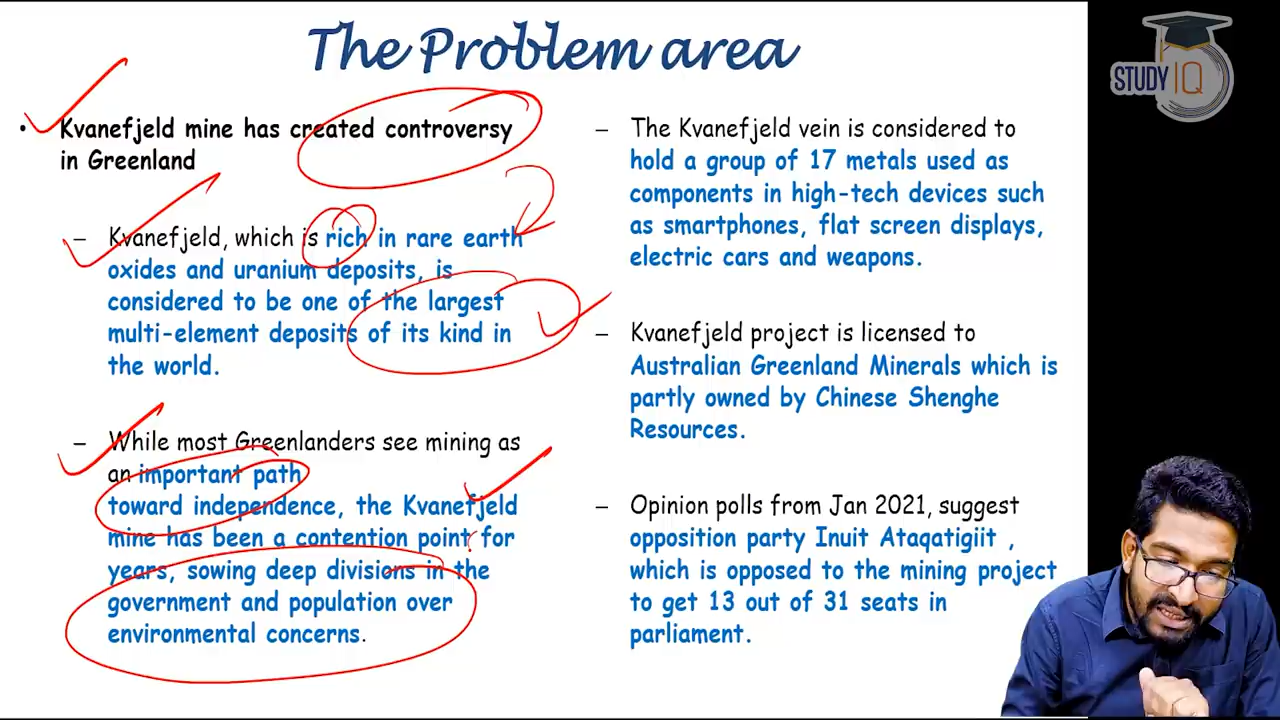 The Problem area
STUDY IQ
• Kvanefjeld mine has created controversy
in Greenland
– Kvanefjeld, which is rich in rare earth
oxides and uranium deposits, is
considered to be one of the largest
multi-element deposits of its kind in
the world.
– While most Greenlanders see mining as
an important path
toward independence, the Kvanefjeld
mine has been a contention point for
years, sowing deep divisions in the
government and population over
environmental concerns.
– The Kvanefjeld vein is considered to
hold a group of 17 metals used as
components in high-tech devices such
as smartphones, flat screen displays,
electric cars and weapons.
– Kvanefjeld project is licensed to
Australian Greenland Minerals which is
partly owned by Chinese Shenghe
Resources.
– Opinion polls from Jan 2021, suggest
opposition party Inuit Ataqatigiit ,
which is opposed to the mining project
to get 13 out of 31 seats in
parliament.